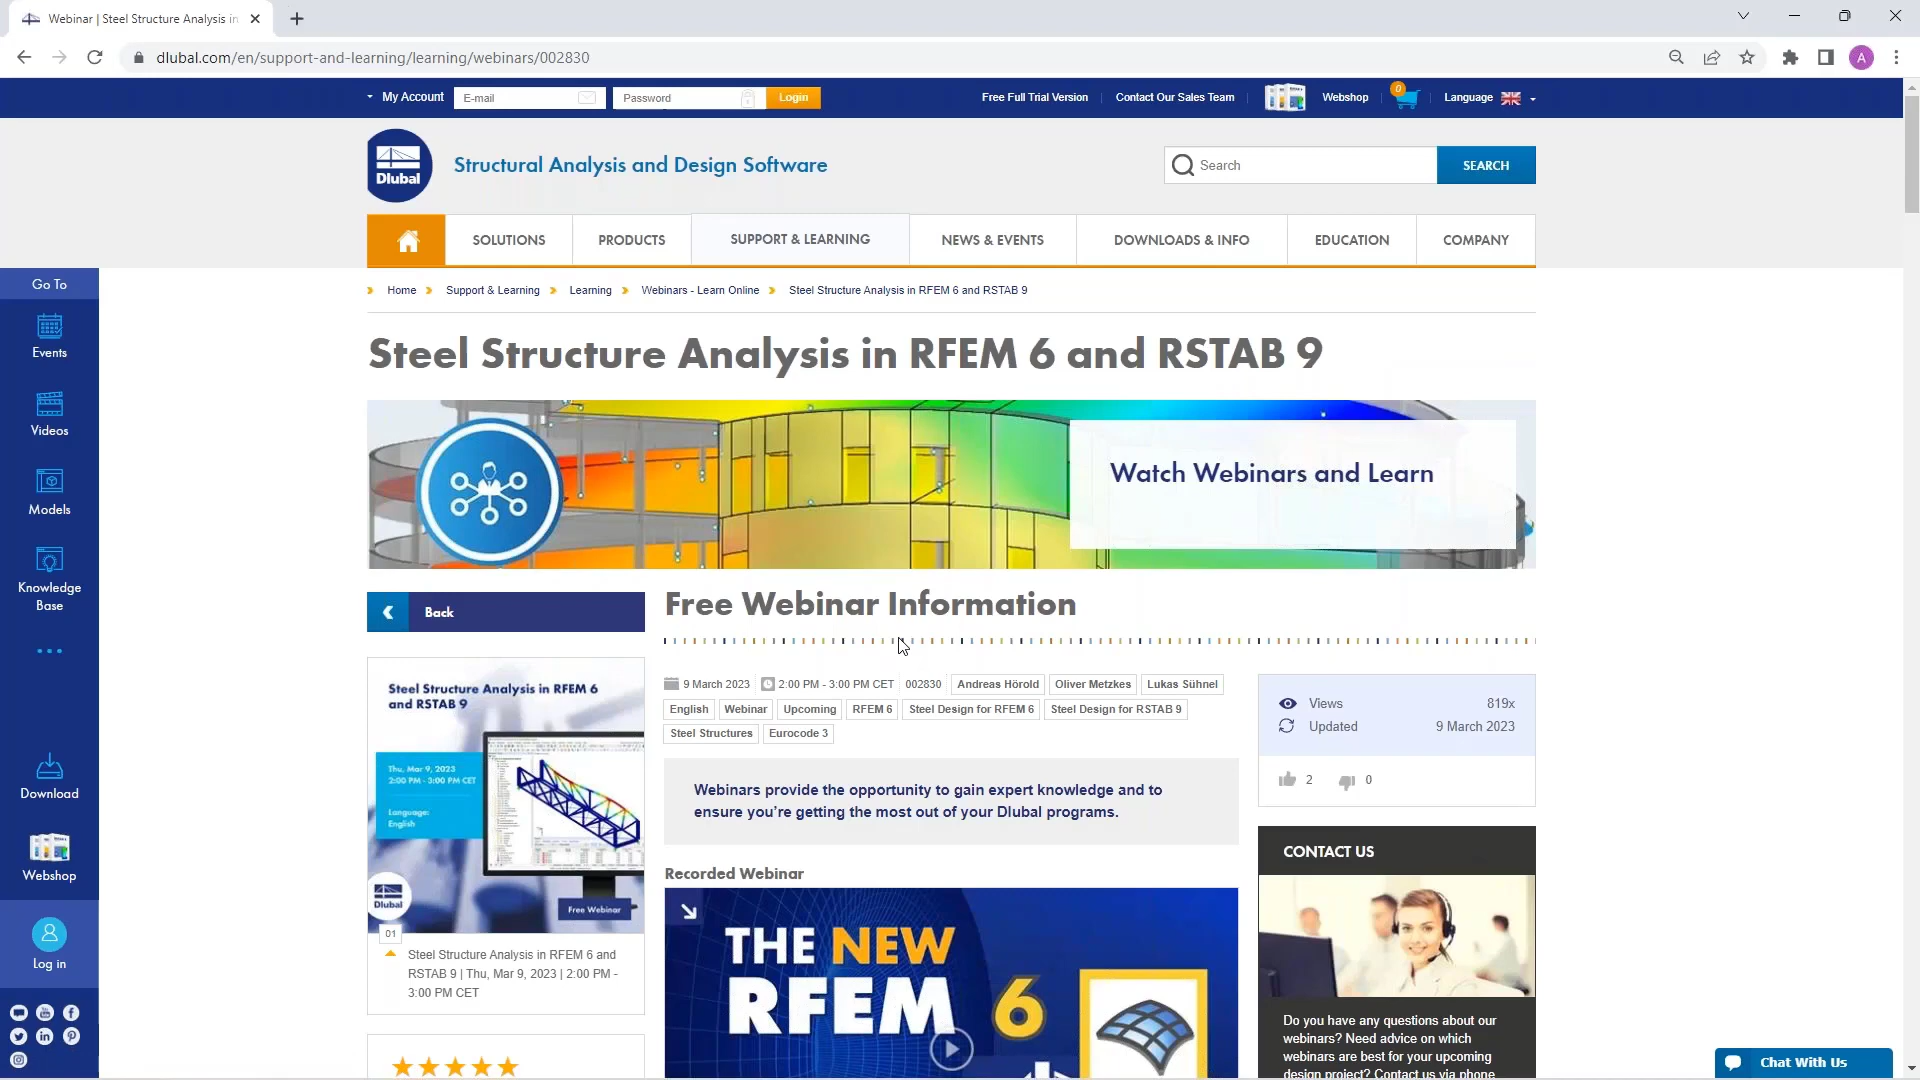 Webinar | Steel Structure Analysis in
dlubal.com/en/support-and-learning/learning/webinars/002830
A
My Account
E-mail
Password
Login
Free Full Trial Version
Contact Our Sales Team
Webshop
0
Language
Dlubal
Structural Analysis and Design Software
Search
SEARCH
SOLUTIONS
PRODUCTS
SUPPORT & LEARNING
NEWS & EVENTS
DOWNLOADS & INFO
EDUCATION
COMPANY
Go To
Events
Videos
Models
Knowledge
Base
Download
Webshop
Log in
Home
Support & Learning
Learning
Webinars - Learn Online
Steel Structure Analysis in RFEM 6 and RSTAB 9
Steel Structure Analysis in RFEM 6 and RSTAB 9
Watch Webinars and Learn
Back
Steel Structure Analysis in RFEM 6
and RSTAB 9
Thu, Mar 9, 2023
2:00 PM - 3:00 PM CET
Language:
English
Dlubal
Free Webinar
01
Steel Structure Analysis in RFEM 6 and
RSTAB 9 | Thu, Mar 9, 2023 | 2:00 PM -
3:00 PM CET
Free Webinar Information
9 March 2023 2:00 PM - 3:00 PM CET 002830 Andreas Hörold Oliver Metzkes Lukas Sühnel
English Webinar Upcoming RFEM 6 Steel Design for RFEM 6 Steel Design for RSTAB 9
Steel Structures Eurocode 3
Webinars provide the opportunity to gain expert knowledge and to
ensure you're getting the most out of your Dlubal programs.
Recorded Webinar
THE NEW
RFEM 6
Views 819x
Updated 9 March 2023
2 0
CONTACT US
Do you have any questions about our
webinars? Need advice on which
webinars are best for your upcoming
design project? Contact us via phone,
Chat With Us